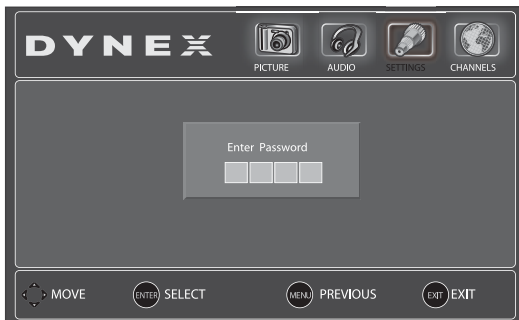 DYNEX
PICTURE AUDIO SETTINGS CHANNELS
Enter Password
MOVE ENTER SELECT MENU PREVIOUS EXIT EXIT